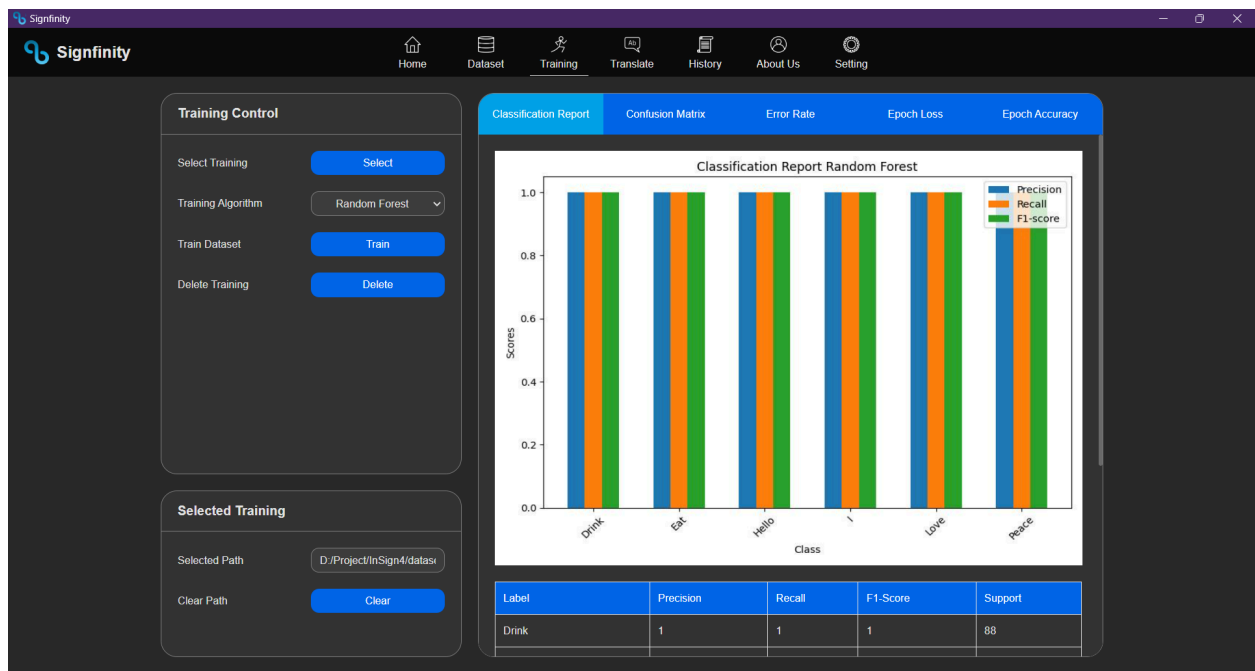 Signfinity
Signfinity
Home Dataset Training Translate History About Us Setting
Training Control
Select Training Select
Training Algorithm Random Forest
Train Dataset Train
Delete Training Delete
Selected Training
Selected Path D:/Project/InSign4/datas
Clear Path Clear
Classification Report Confusion Matrix Error Rate Epoch Loss Epoch Accuracy
Classification Report Random Forest
Precision
Recall
F1-score
Scores
1.0
0.8
0.6
0.4
0.2
0.0
Drink Eat Hello I Love Peace
Class
Label Precision Recall F1-Score Support
Drink 1 1 1 88